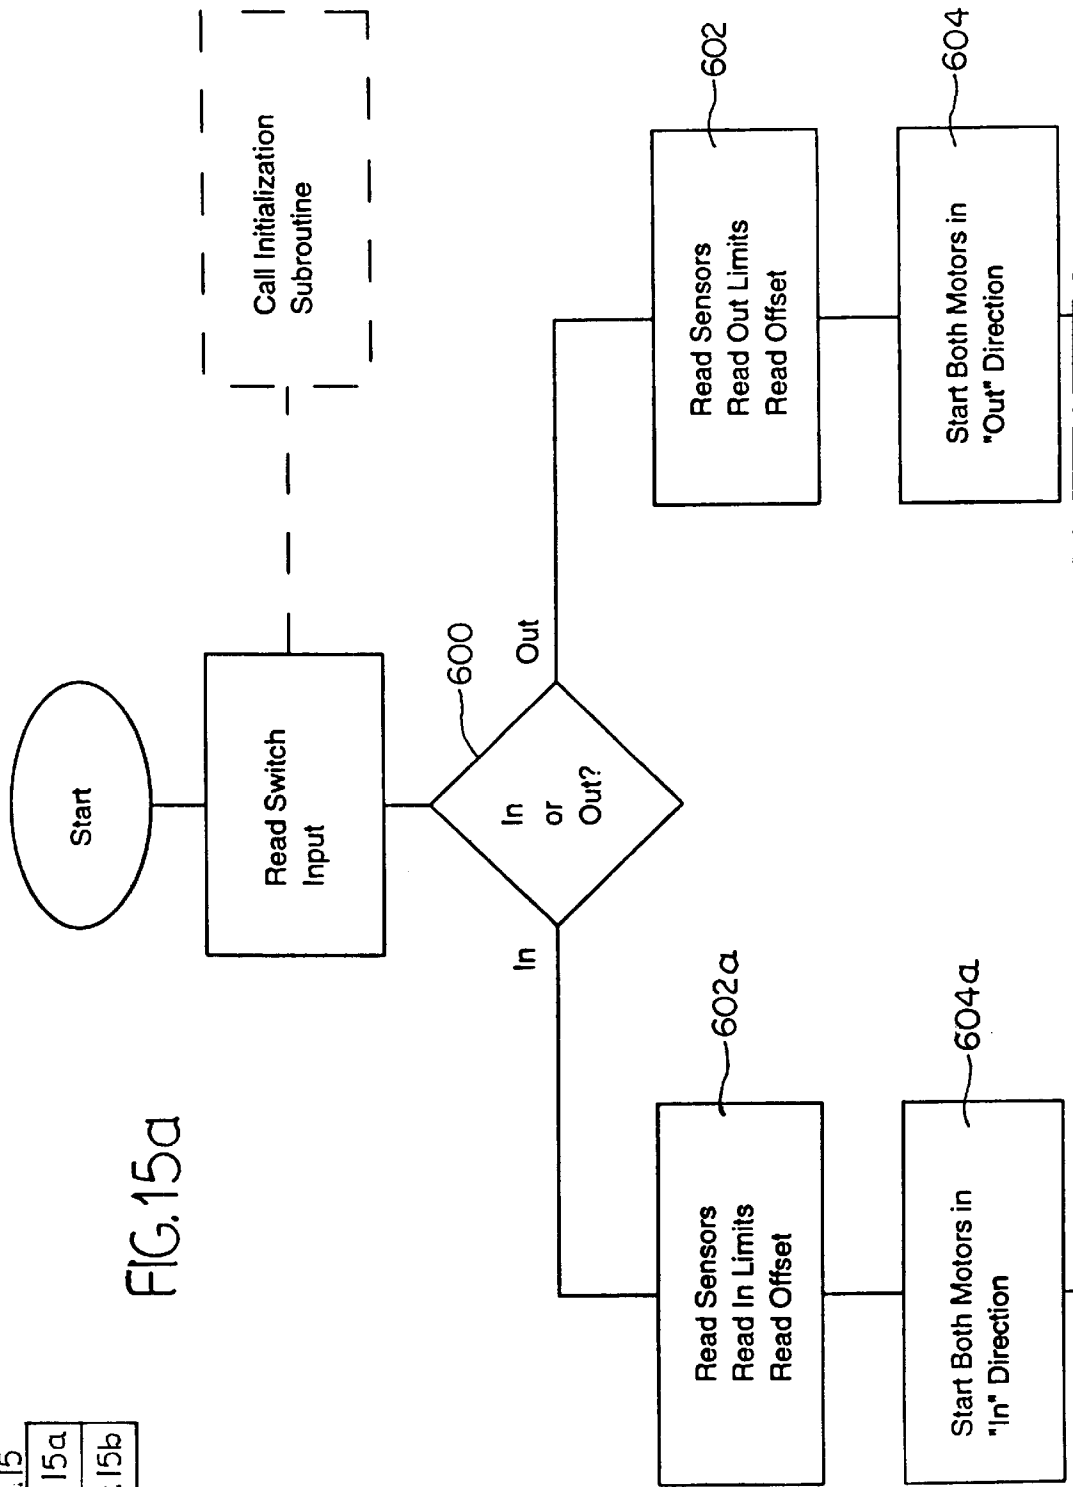 .15
15a
.15b
FIG.15a
Start
Read Switch
Input
Call Initialization
Subroutine
600
In
or
Out?
In
Out
602a
Read Sensors
Read In Limits
Read Offset
602
Read Sensors
Read Out Limits
Read Offset
604a
Start Both Motors in
"In" Direction
604
Start Both Motors in
"Out" Direction